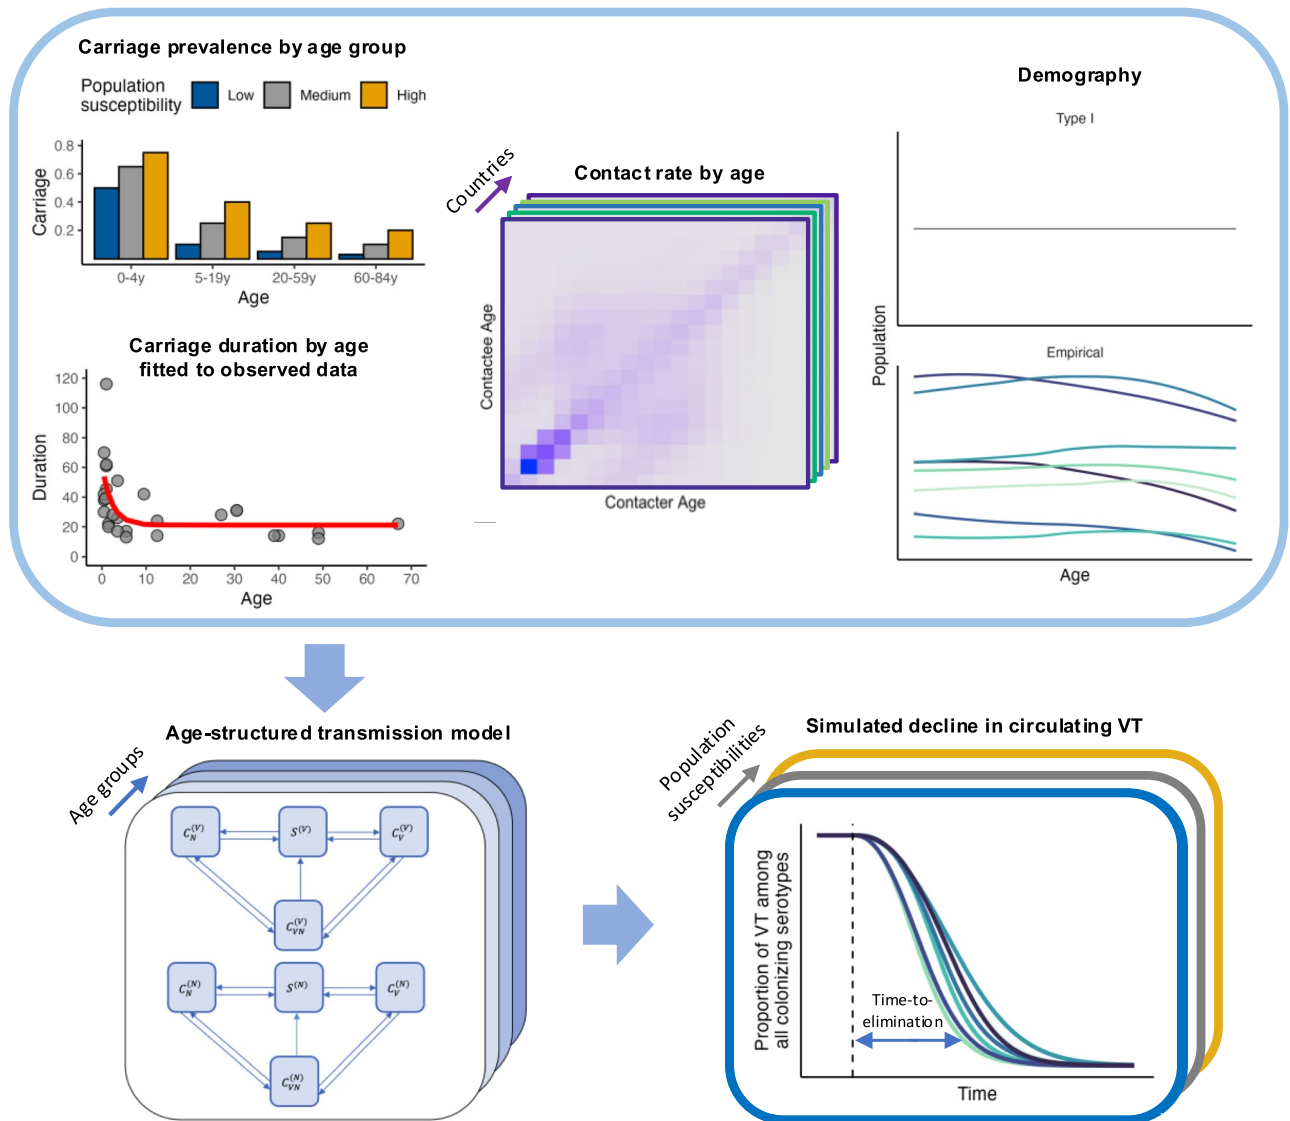 Carriage prevalence by age group
Population
susceptibility
Low
Medium
High
Carriage
0.8
0.6
0.4
0.2
0-4y
5-19y
20-59y
60-84y
Age
Carriage duration by age
fitted to observed data
Duration
120
100
80
60
40
20
0
0
10
20
30
40
50
60
70
Age
Countries
Contact rate by age
Contactee Age
Contacter Age
Demography
Type I
Population
Empirical
Age
Age-structured transmission model
Age groups
C_N^(V)
S^(V)
C_V^(V)
C_VN^(V)
C_N^(N)
S^(N)
C_V^(N)
C_VN^(N)
Population
susceptibilities
Simulated decline in circulating VT
Proportion of VT among
all colonizing serotypes
Time-to-
elimination
Time